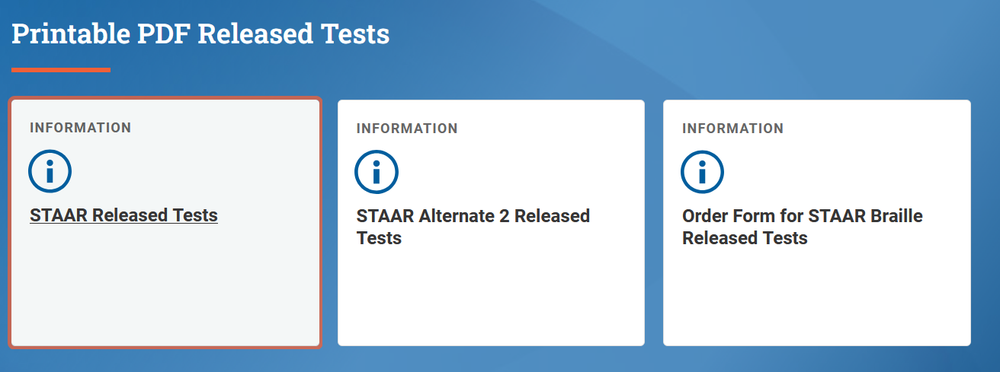 Printable PDF Released Tests
INFORMATION
STAAR Released Tests
INFORMATION
STAAR Alternate 2 Released
Tests
INFORMATION
Order Form for STAAR Braille
Released Tests